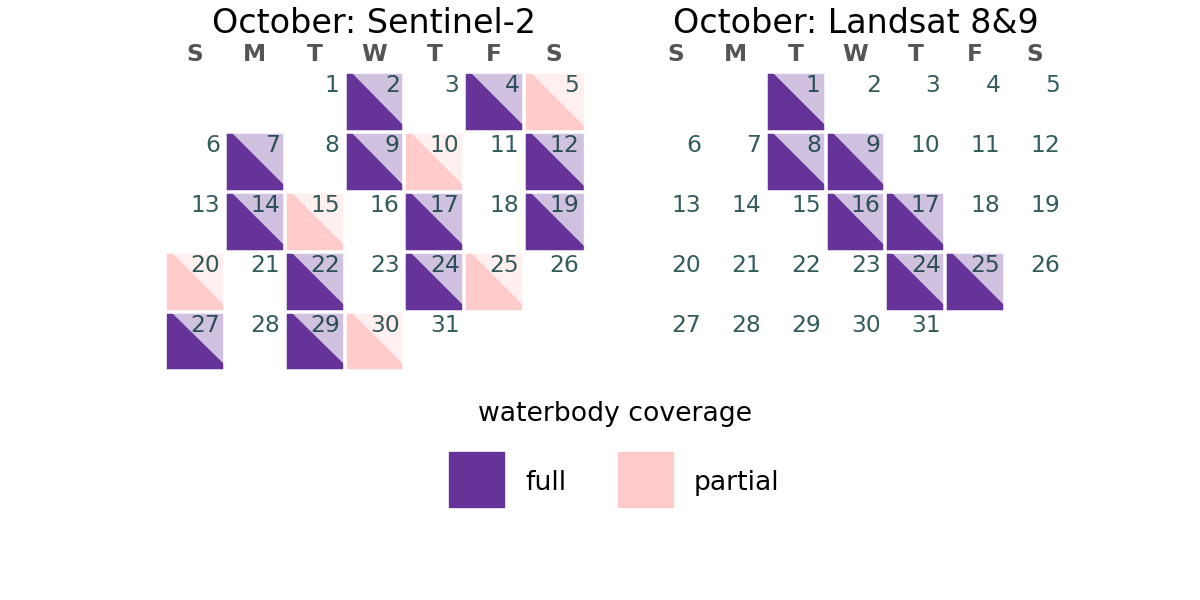 October: Sentinel-2
S M T W T F S
1 2 3 4 5
6 7 8 9 10 11 12
13 14 15 16 17 18 19
20 21 22 23 24 25 26
27 28 29 30 31
October: Landsat 8&9
S M T W T F S
1 2 3 4 5
6 7 8 9 10 11 12
13 14 15 16 17 18 19
20 21 22 23 24 25 26
27 28 29 30 31
waterbody coverage
full
partial